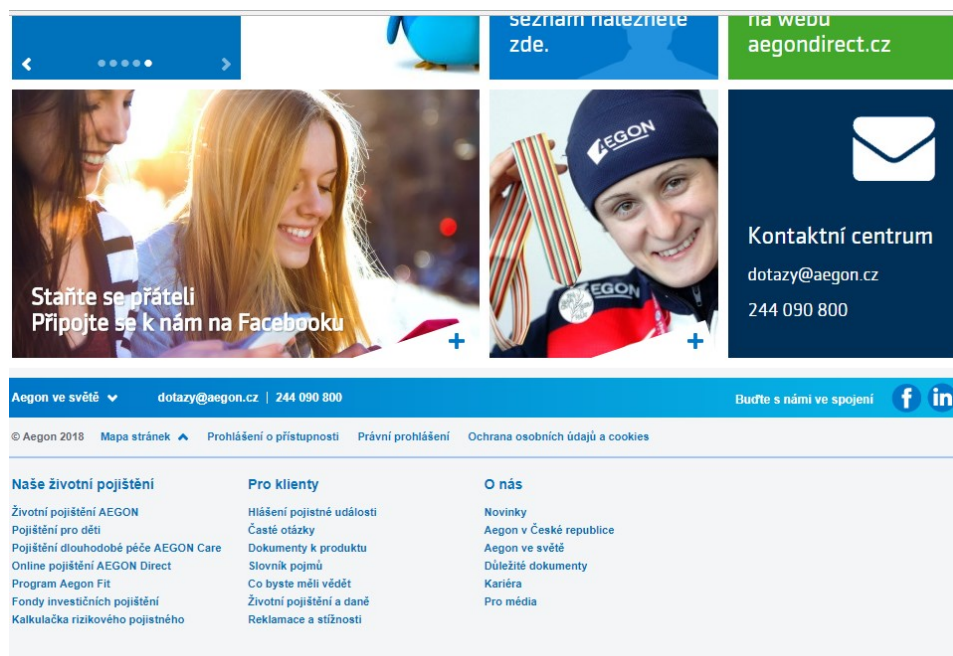 seznam naleznete
zde.
na webu
aegondirect.cz
AEGON
EGON
Staňte se přáteli
Připojte se k nám na Facebooku
Kontaktní centrum
dotazy@aegon.cz
244 090 800
Aegon ve světě
dotazy@aegon.cz | 244 090 800
Buďte s námi ve spojení
f in
© Aegon 2018 Mapa stránek Prohlášení o přístupnosti Právní prohlášení Ochrana osobních údajů a cookies
Naše životní pojištění
Životní pojištění AEGON
Pojištění pro děti
Pojištění dlouhodobé péče AEGON Care
Online pojištění AEGON Direct
Program Aegon Fit
Fondy investičních pojištění
Kalkulačka rizikového pojistného
Pro klienty
Hlášení pojistné události
Časté otázky
Dokumenty k produktu
Slovník pojmů
Co byste měli vědět
Životní pojištění a daně
Reklamace a stížnosti
O nás
Novinky
Aegon v České republice
Aegon ve světě
Důležité dokumenty
Kariéra
Pro média